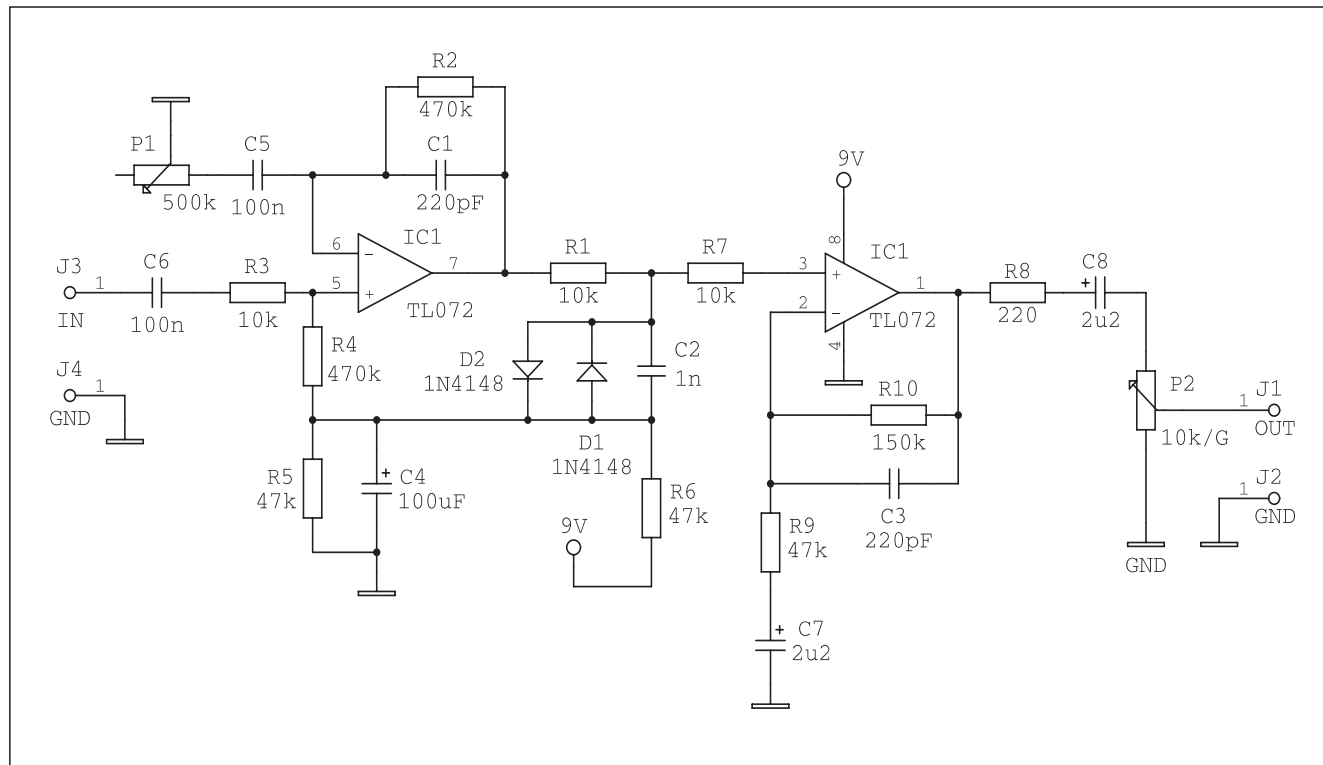 R2
470k
P1
500k
C5
100n
C1
220pF
9V
IC1
6
5
7
TL072
J3
1
IN
C6
100n
R3
10k
R1
10k
R7
10k
8
3
2
1
4
IC1
TL072
R8
220
C8
+
2u2
R4
470k
J4
1
GND
D2
1N4148
C2
1n
D1
1N4148
R10
150k
P2
10k/G
J1
1
OUT
R5
47k
+
C4
100uF
R6
47k
9V
C3
220pF
J2
1
GND
R9
47k
GND
+
C7
2u2